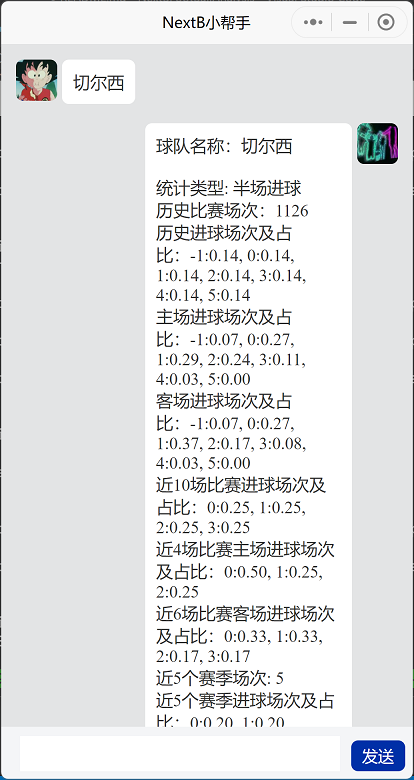 NextB小帮手
切尔西
球队名称：切尔西
统计类型: 半场进球
历史比赛场次：1126
历史进球场次及占
比：-1:0.14, 0:0.14,
1:0.14, 2:0.14, 3:0.14,
4:0.14, 5:0.14
主场进球场次及占
比：-1:0.07, 0:0.27,
1:0.29, 2:0.24, 3:0.11,
4:0.03, 5:0.00
客场进球场次及占
比：-1:0.07, 0:0.27,
1:0.37, 2:0.17, 3:0.08,
4:0.03, 5:0.00
近10场比赛进球场次及
占比：0:0.25, 1:0.25,
2:0.25, 3:0.25
近4场比赛主场进球场次
及占比：0:0.50, 1:0.25,
2:0.25
近6场比赛客场进球场次
及占比：0:0.33, 1:0.33,
2:0.17, 3:0.17
近5个赛季场次: 5
近5个赛季进球场次及占
比：0:0.20, 1:0.20
发送